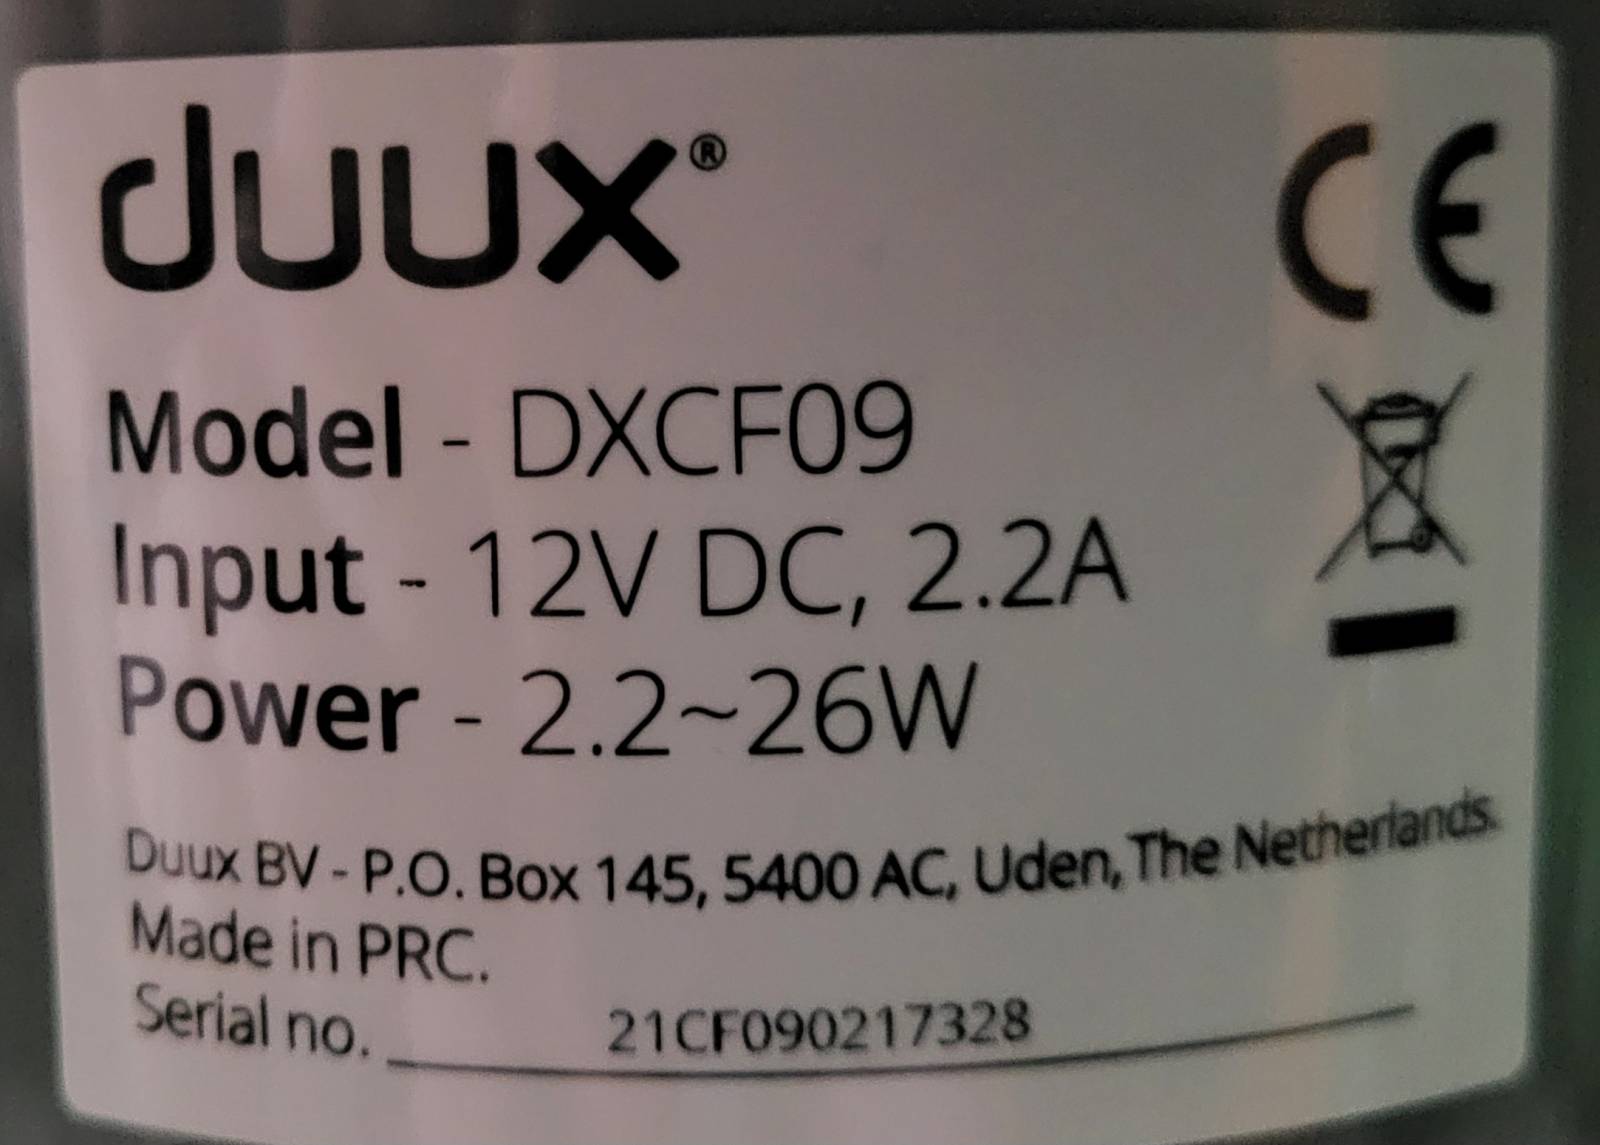 duux®
CE
Model - DXCF09
Input - 12V DC, 2.2A
Power - 2.2~26W
Duux BV - P.O. Box 145, 5400 AC, Uden, The Netherlands.
Made in PRC.
Serial no. 21CF090217328